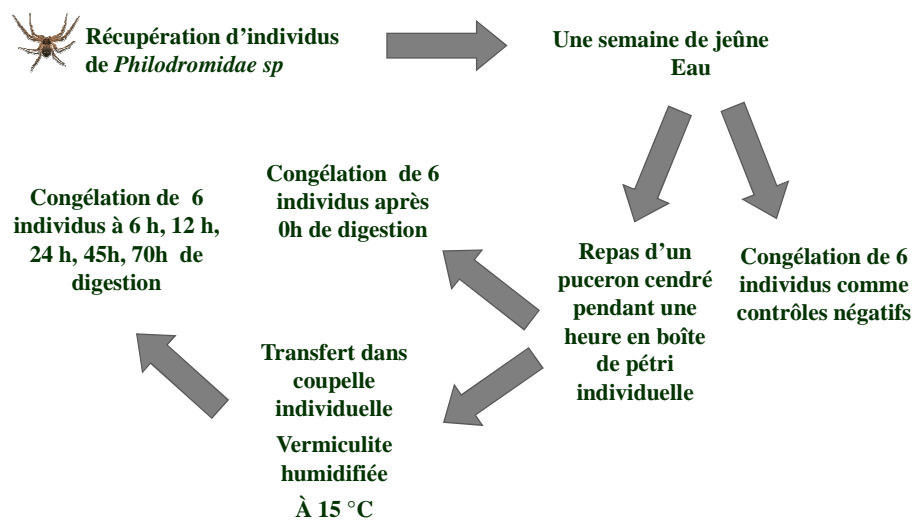 Récupération d'individus
de Philodromidae sp
Une semaine de jeûne
Eau
Congélation de 6
individus à 6 h, 12 h,
24 h, 45h, 70h de
digestion
Congélation de 6
individus après
0h de digestion
Repas d'un
puceron cendré
pendant une
heure en boîte
de pétri
individuelle
Congélation de 6
individus comme
contrôles négatifs
Transfert dans
coupelle
individuelle
Vermiculite
humidifiée
À 15 °C